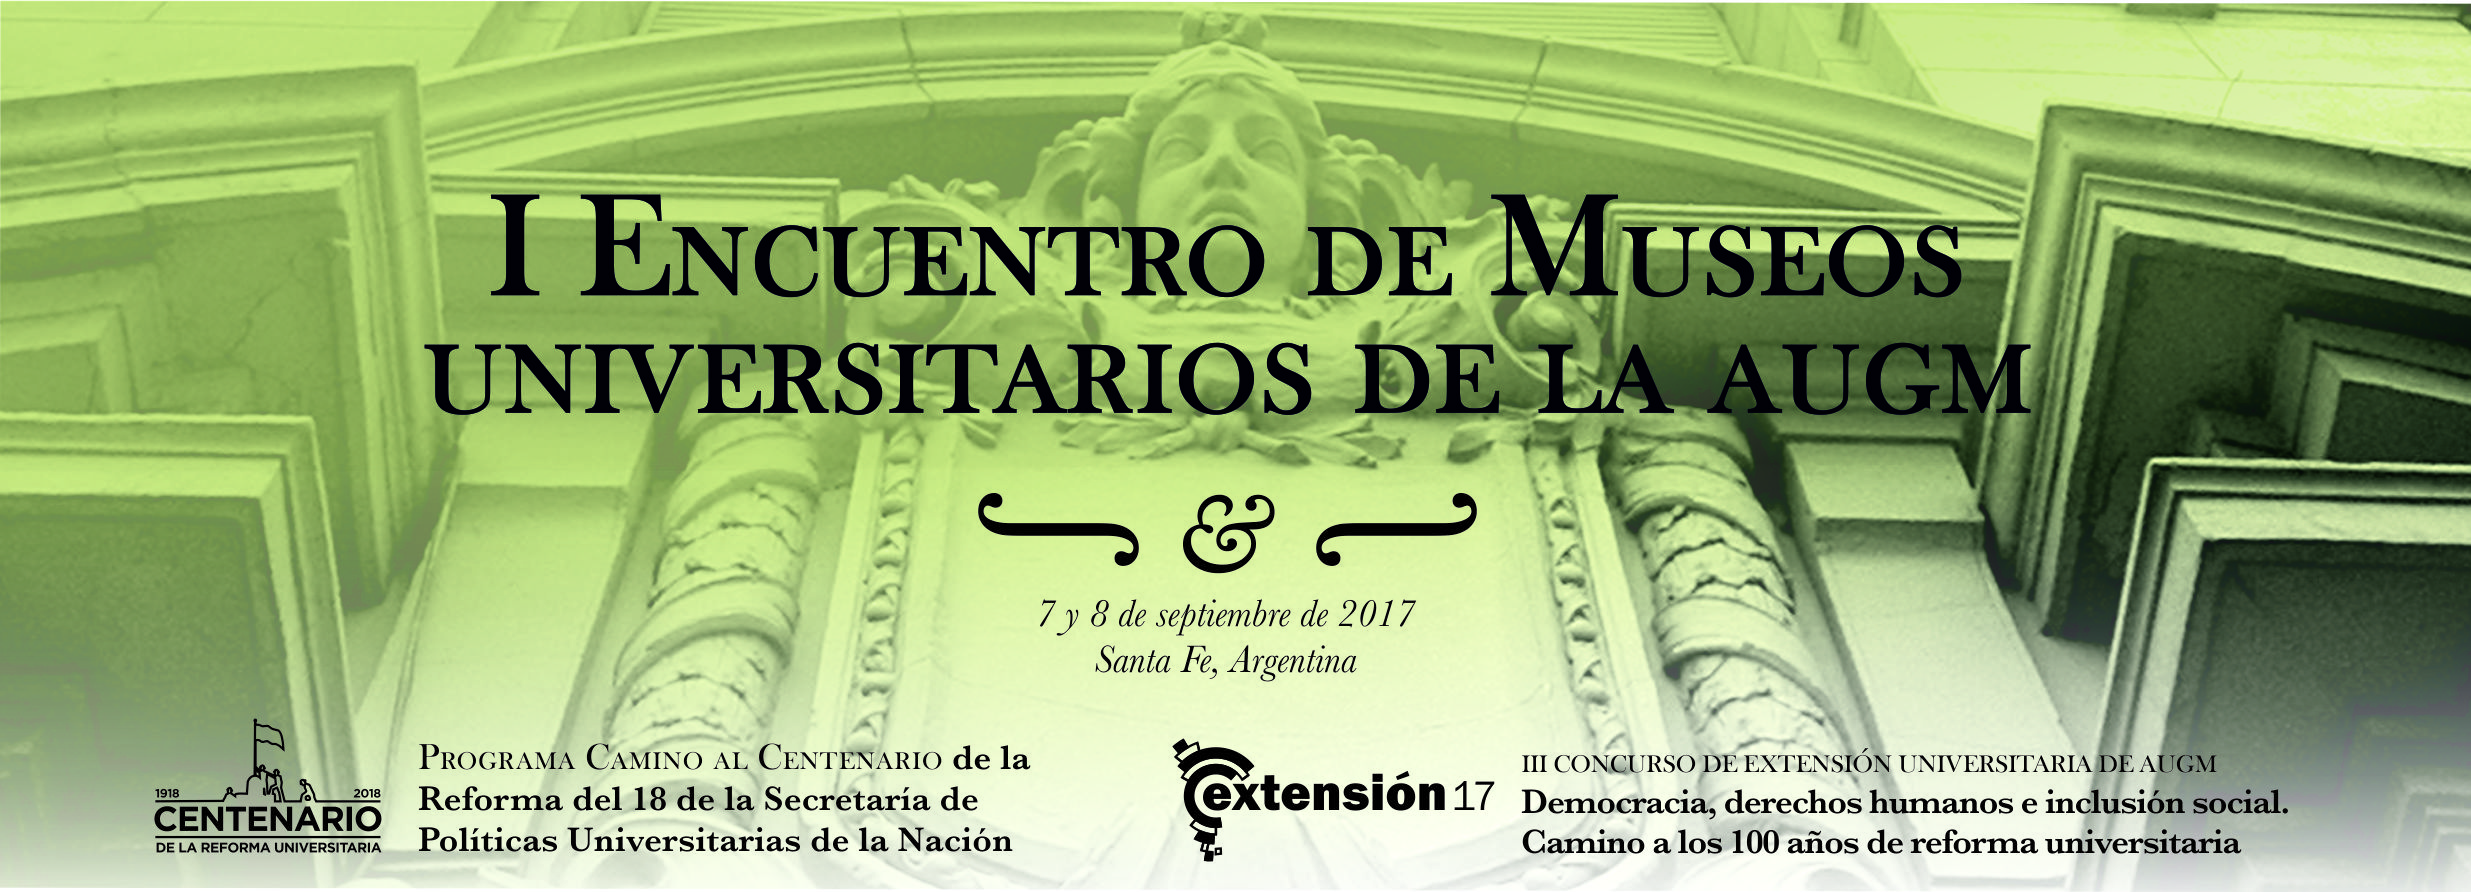 I Encuentro de Museos
universitarios de la augm
&
7 y 8 de septiembre de 2017
Santa Fe, Argentina
1918 2018
CENTENARIO
DE LA REFORMA UNIVERSITARIA
Programa Camino al Centenario de la
Reforma del 18 de la Secretaría de
Políticas Universitarias de la Nación
extensión17
III CONCURSO DE EXTENSIÓN UNIVERSITARIA DE AUGM
Democracia, derechos humanos e inclusión social.
Camino a los 100 años de reforma universitaria